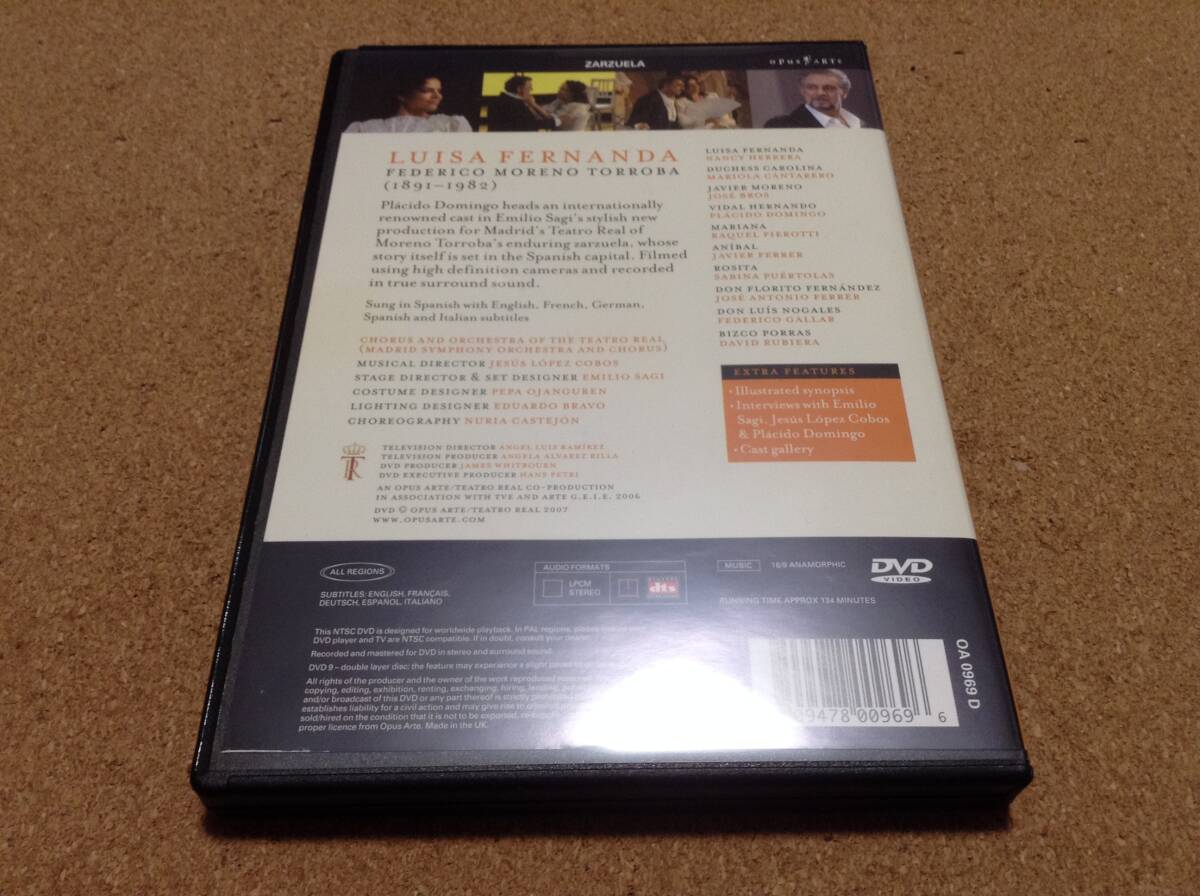 ZARZUELA
OPUS ARTE
LUISA FERNANDA
FEDERICO MORENO TORROBA
(1891–1982)
Plácido Domingo heads an internationally
renowned cast in Emilio Sagi's stylish new
production for Madrid's Teatro Real of
Moreno Torroba's enduring zarzuela, whose
story itself is set in the Spanish capital. Filmed
using high definition cameras and recorded
in true surround sound.
Sung in Spanish with English, French, German,
Spanish and Italian subtitles
CHORUS AND ORCHESTRA OF THE TEATRO REAL
(MADRID SYMPHONY ORCHESTRA AND CHORUS)
MUSICAL DIRECTOR JESÚS LÓPEZ COBOS
STAGE DIRECTOR & SET DESIGNER EMILIO SAGI
COSTUME DESIGNER PEPA OJANGUREN
LIGHTING DESIGNER EDUARDO BRAVO
CHOREOGRAPHY NURIA CASTEJÓN
TELEVISION DIRECTOR ÁNGEL LUIS RAMÍREZ
TELEVISION PRODUCER ANGELA ALVAREZ RILLA
DVD PRODUCER JAMES WHITBOURN
DVD EXECUTIVE PRODUCER HANS PETRI
AN OPUS ARTE/TEATRO REAL CO-PRODUCTION
IN ASSOCIATION WITH TVE AND ARTE G.E.I.E. 2006
DVD © OPUS ARTE/TEATRO REAL 2007
WWW.OPUSARTE.COM
LUISA FERNANDA
NANCY HERRERA
DUCHESS CAROLINA
MARIOLA CANTARERO
JAVIER MORENO
JOSÉ BROS
VIDAL HERNANDO
PLÁCIDO DOMINGO
MARIANA
RAQUEL PIEROTTI
ANÍBAL
JAVIER FERRER
ROSITA
SABINA PUÉRTOLAS
DON FLORITO FERNÁNDEZ
JOSÉ ANTONIO FERRER
DON LUÍS NOGALES
FEDERICO GALLAR
BIZCO PORRAS
DAVID RUBIERA
EXTRA FEATURES
• Illustrated synopsis
• Interviews with Emilio
Sagi, Jesús López Cobos
& Plácido Domingo
• Cast gallery
ALL REGIONS
SUBTITLES: ENGLISH, FRANÇAIS,
DEUTSCH, ESPAÑOL, ITALIANO
AUDIO FORMATS
LPCM
STEREO
DIGITAL
dts
MUSIC
16/9 ANAMORPHIC
DVD
VIDEO
RUNNING TIME APPROX 134 MINUTES
This NTSC DVD is designed for worldwide playback. In PAL regions, please
DVD player and TV are NTSC compatible. If in doubt, consult your dealer.
Recorded and mastered for DVD in stereo and surround sound.
DVD 9 – double layer disc: the feature may experience a slight pause
All rights of the producer and the owner of the work reproduced
copying, editing, exhibition, renting, exchanging, hiring, lending,
and/or broadcast of this DVD or any part thereof is strictly prohibited
establishes liability for a civil action and may give rise to criminal
sold/hired on the condition that it is not to be exported,
proper licence from Opus Arte. Made in the UK.
09478 00969 6
OA 0969 D